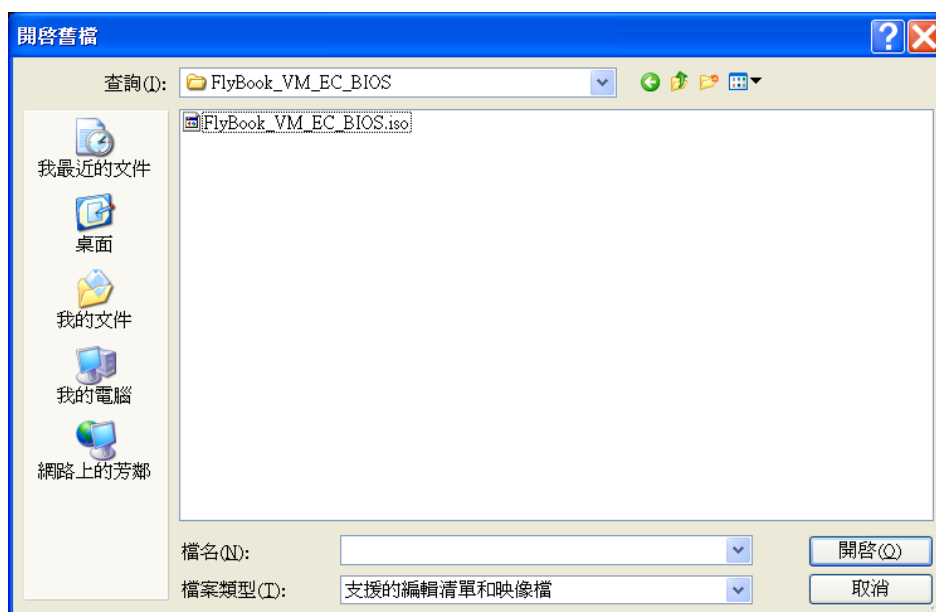 開啓舊檔
查詢(I): FlyBook_VM_EC_BIOS
FlyBook_VM_EC_BIOS.iso
我最近的文件
桌面
我的文件
我的電腦
網路上的芳鄰
檔名(N): 開啓(O)
檔案類型(T): 支援的編輯清單和映像檔 取消